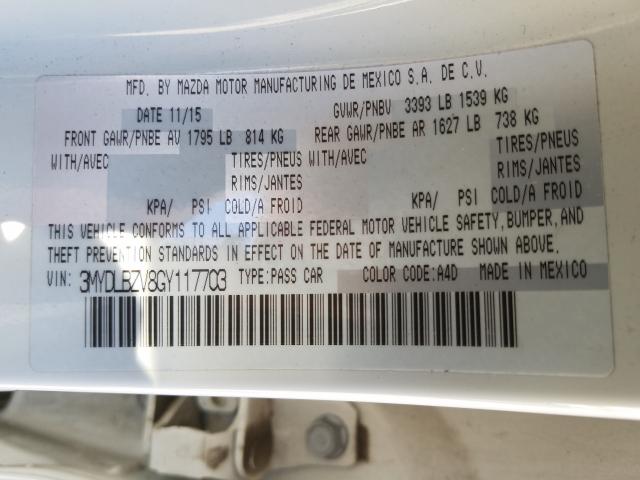 MFD. BY MAZDA MOTOR MANUFACTURING DE MEXICO S.A. DE C.V.
DATE 11/15 GVWR/PNBV 3393 LB 1539 KG
FRONT GAWR/PNBE AV 1795 LB 814 KG REAR GAWR/PNBE AR 1627 LB 738 KG
WITH/AVEC TIRES/PNEUS WITH/AVEC TIRES/PNEUS
RIMS/JANTES RIMS/JANTES
KPA/ PSI COLD/A FROID KPA/ PSI COLD/A FROID
THIS VEHICLE CONFORMS TO ALL APPLICABLE FEDERAL MOTOR VEHICLE SAFETY, BUMPER, AND
THEFT PREVENTION STANDARDS IN EFFECT ON THE DATE OF MANUFACTURE SHOWN ABOVE.
VIN: 3MYDLBZV8GY117703 TYPE:PASS CAR COLOR CODE:A4D MADE IN MEXICO